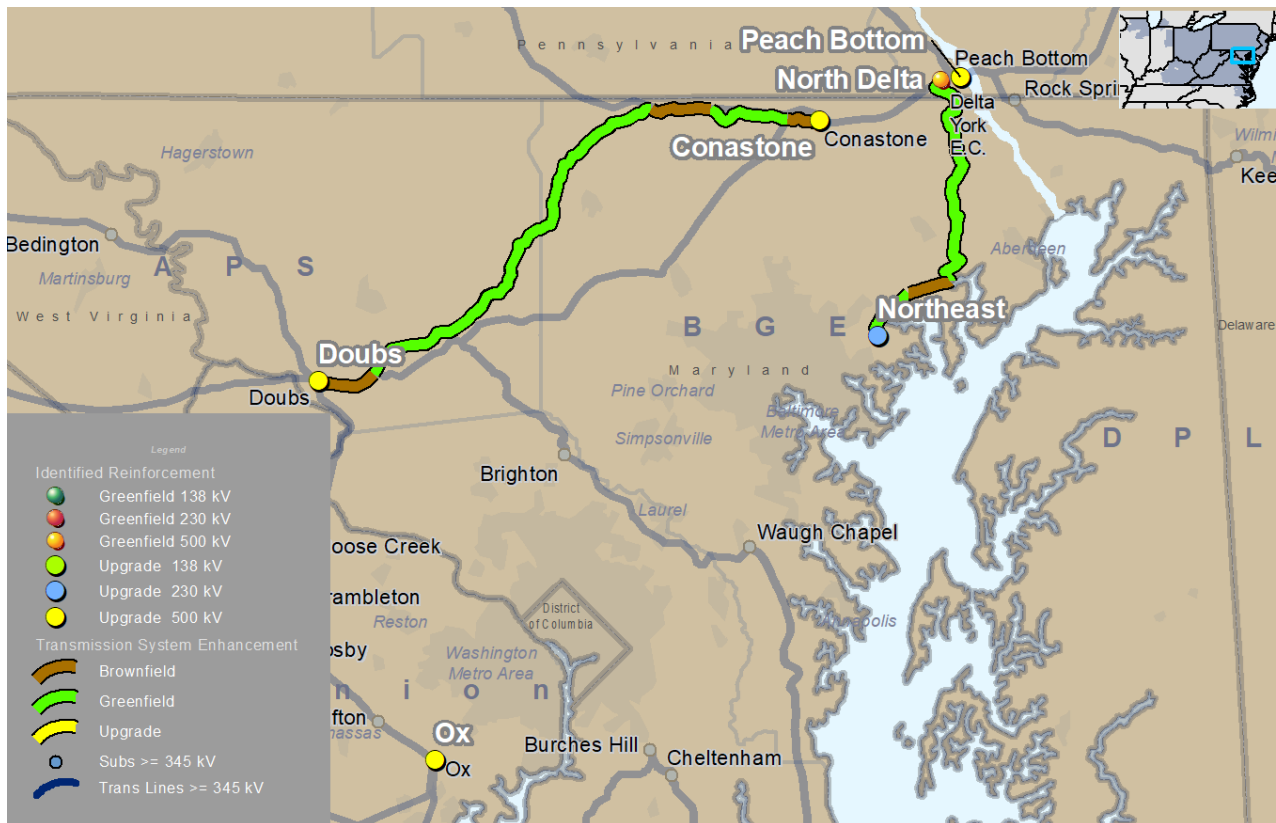 Pennsylvania
Peach Bottom
Peach Bottom
North Delta
Rock Spri
Delta
York
E.C.
Conastone
Conastone
Hagerstown
Wilm
Kee
Bedington
Martinsburg
A P S
Aberdeen
West Virginia
Northeast
B G E
Delaware
Maryland
Doubs
Doubs
Pine Orchard
Baltimore
Metro Area
Simpsonville
D P L
Brighton
Laurel
Waugh Chapel
oose Creek
rambleton
District
of Columbia
Reston
Annapolis
osby
Washington
Metro Area
n i o n
ifton
nassas
Ox
Ox
Burches Hill
Cheltenham
Legend
Identified Reinforcement
Greenfield 138 kV
Greenfield 230 kV
Greenfield 500 kV
Upgrade 138 kV
Upgrade 230 kV
Upgrade 500 kV
Transmission System Enhancement
Brownfield
Greenfield
Upgrade
Subs >= 345 kV
Trans Lines >= 345 kV